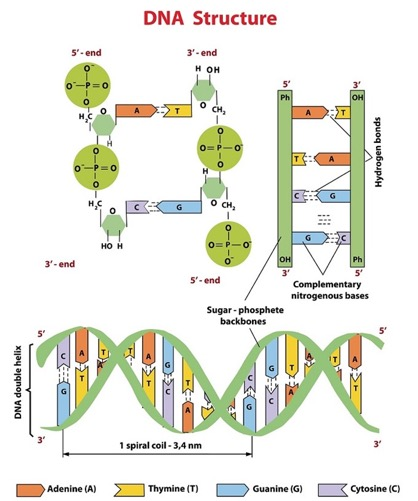 DNA Structure
5' - end
3' - end
5' 3'
Ph OH
H OH
O⁻ P O⁻
O
O
H₂C
O
A T
CH₂
O
H
A T
T A
Hydrogen bonds
O
O⁻ P O
O
O
O P O⁻
O⁻
O
C G
H₂C
C G
H
O
CH₂
O
HO H
O
O P O⁻
O⁻
G C
OH Ph
3' 5'
3' - end
5' - end
Complementary
nitrogenous bases
Sugar - phosphete
backbones
5' 5'
C A T A G C G T A T
DNA double helix
G T A T C T G C T A A T
3' 3'
1 spiral coil - 3,4 nm
Adenine (A) Thymine (T) Guanine (G) Cytosine (C)